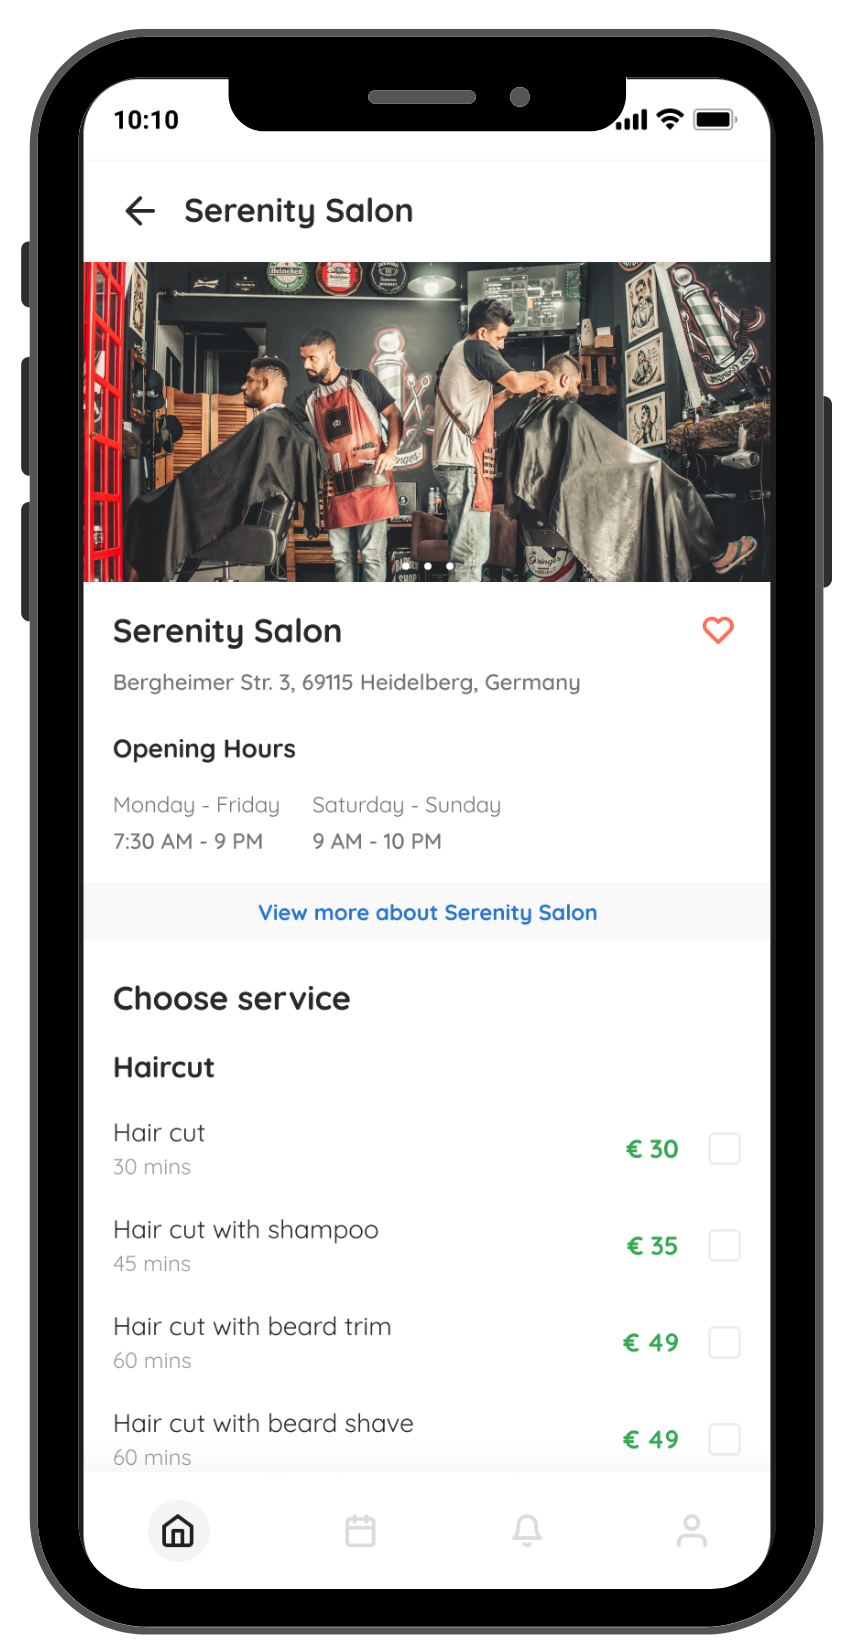 10:10
Serenity Salon
Heineken
Serenity Salon
Bergheimer Str. 3, 69115 Heidelberg, Germany
Opening Hours
Monday - Friday Saturday - Sunday
7:30 AM - 9 PM 9 AM - 10 PM
View more about Serenity Salon
Choose service
Haircut
Hair cut
€ 30
30 mins
Hair cut with shampoo
€ 35
45 mins
Hair cut with beard trim
€ 49
60 mins
Hair cut with beard shave
€ 49
60 mins